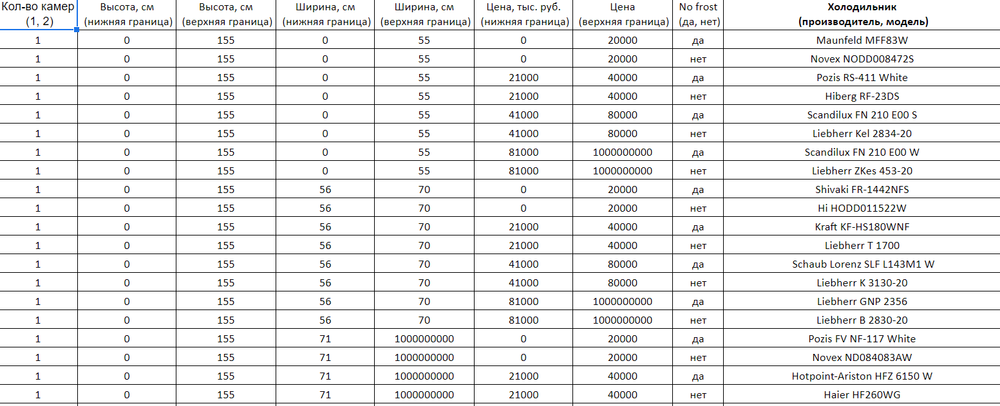 Кол-во камер (1, 2) | Высота, см (нижняя граница) | Высота, см (верхняя граница) | Ширина, см (нижняя граница) | Ширина, см (верхняя граница) | Цена, тыс. руб. (нижняя граница) | Цена (верхняя граница) | No frost (да, нет) | Холодильник (производитель, модель)
1 0 155 0 55 0 20000 да Maunfeld MFF83W
1 0 155 0 55 0 20000 нет Novex NODD008472S
1 0 155 0 55 21000 40000 да Pozis RS-411 White
1 0 155 0 55 21000 40000 нет Hiberg RF-23DS
1 0 155 0 55 41000 80000 да Scandilux FN 210 E00 S
1 0 155 0 55 41000 80000 нет Liebherr Kel 2834-20
1 0 155 0 55 81000 1000000000 да Scandilux FN 210 E00 W
1 0 155 0 55 81000 1000000000 нет Liebherr ZKes 453-20
1 0 155 56 70 0 20000 да Shivaki FR-1442NFS
1 0 155 56 70 0 20000 нет Hi HODD011522W
1 0 155 56 70 21000 40000 да Kraft KF-HS180WNF
1 0 155 56 70 21000 40000 нет Liebherr T 1700
1 0 155 56 70 41000 80000 да Schaub Lorenz SLF L143M1 W
1 0 155 56 70 41000 80000 нет Liebherr K 3130-20
1 0 155 56 70 81000 1000000000 да Liebherr GNP 2356
1 0 155 56 70 81000 1000000000 нет Liebherr B 2830-20
1 0 155 71 1000000000 0 20000 да Pozis FV NF-117 White
1 0 155 71 1000000000 0 20000 нет Novex ND084083AW
1 0 155 71 1000000000 21000 40000 да Hotpoint-Ariston HFZ 6150 W
1 0 155 71 1000000000 21000 40000 нет Haier HF260WG